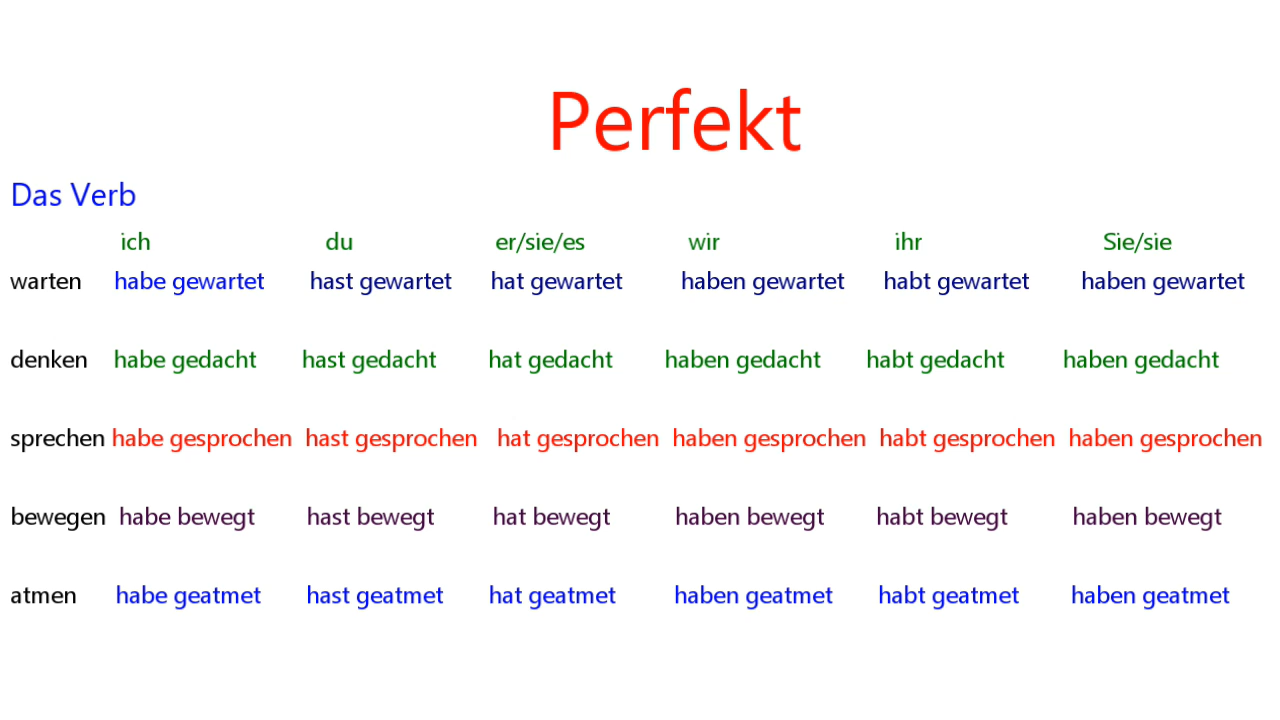 Perfekt
Das Verb
ich du er/sie/es wir ihr Sie/sie
warten habe gewartet hast gewartet hat gewartet haben gewartet habt gewartet haben gewartet
denken habe gedacht hast gedacht hat gedacht haben gedacht habt gedacht haben gedacht
sprechen habe gesprochen hast gesprochen hat gesprochen haben gesprochen habt gesprochen haben gesprochen
bewegen habe bewegt hast bewegt hat bewegt haben bewegt habt bewegt haben bewegt
atmen habe geatmet hast geatmet hat geatmet haben geatmet habt geatmet haben geatmet